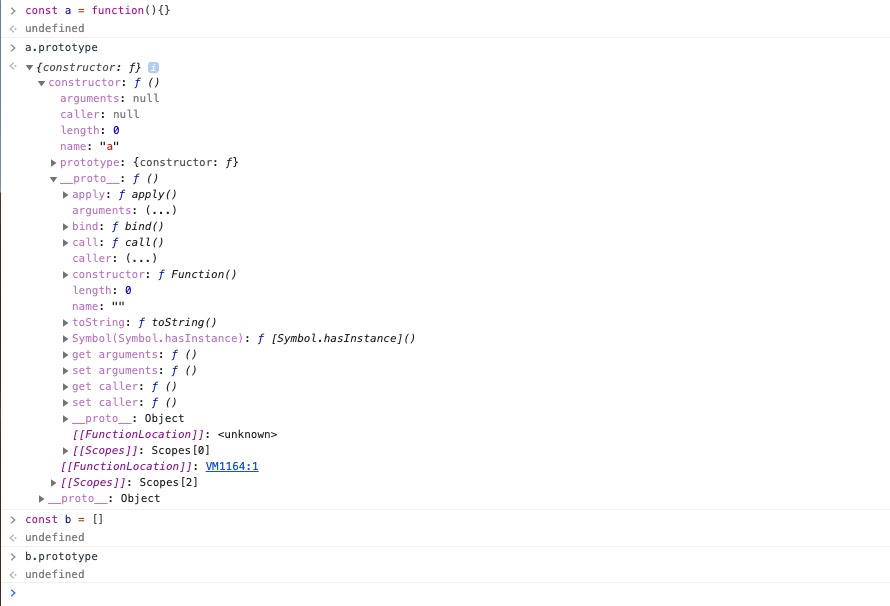 const a = function(){}
undefined
a.prototype
{constructor: ƒ} i
constructor: ƒ ()
arguments: null
caller: null
length: 0
name: "a"
prototype: {constructor: ƒ}
__proto__: ƒ ()
apply: ƒ apply()
arguments: (...)
bind: ƒ bind()
call: ƒ call()
caller: (...)
constructor: ƒ Function()
length: 0
name: ""
toString: ƒ toString()
Symbol(Symbol.hasInstance): ƒ [Symbol.hasInstance]()
get arguments: ƒ ()
set arguments: ƒ ()
get caller: ƒ ()
set caller: ƒ ()
__proto__: Object
[[FunctionLocation]]: <unknown>
[[Scopes]]: Scopes[0]
[[FunctionLocation]]: VM1164:1
[[Scopes]]: Scopes[2]
__proto__: Object
const b = []
undefined
b.prototype
undefined